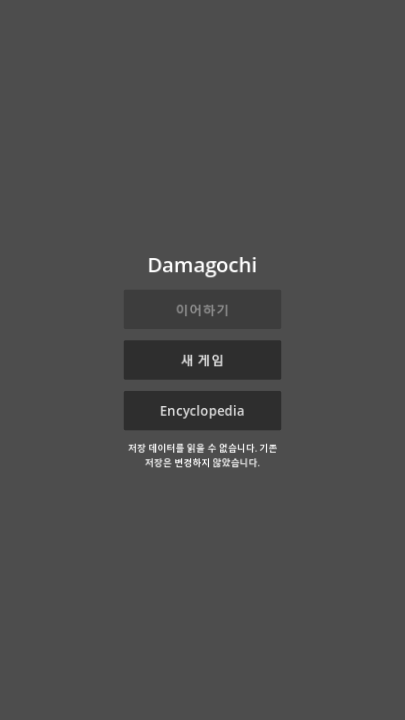 Damagochi
이어하기
새 게임
Encyclopedia
저장 데이터를 읽을 수 없습니다. 기존
저장은 변경하지 않았습니다.